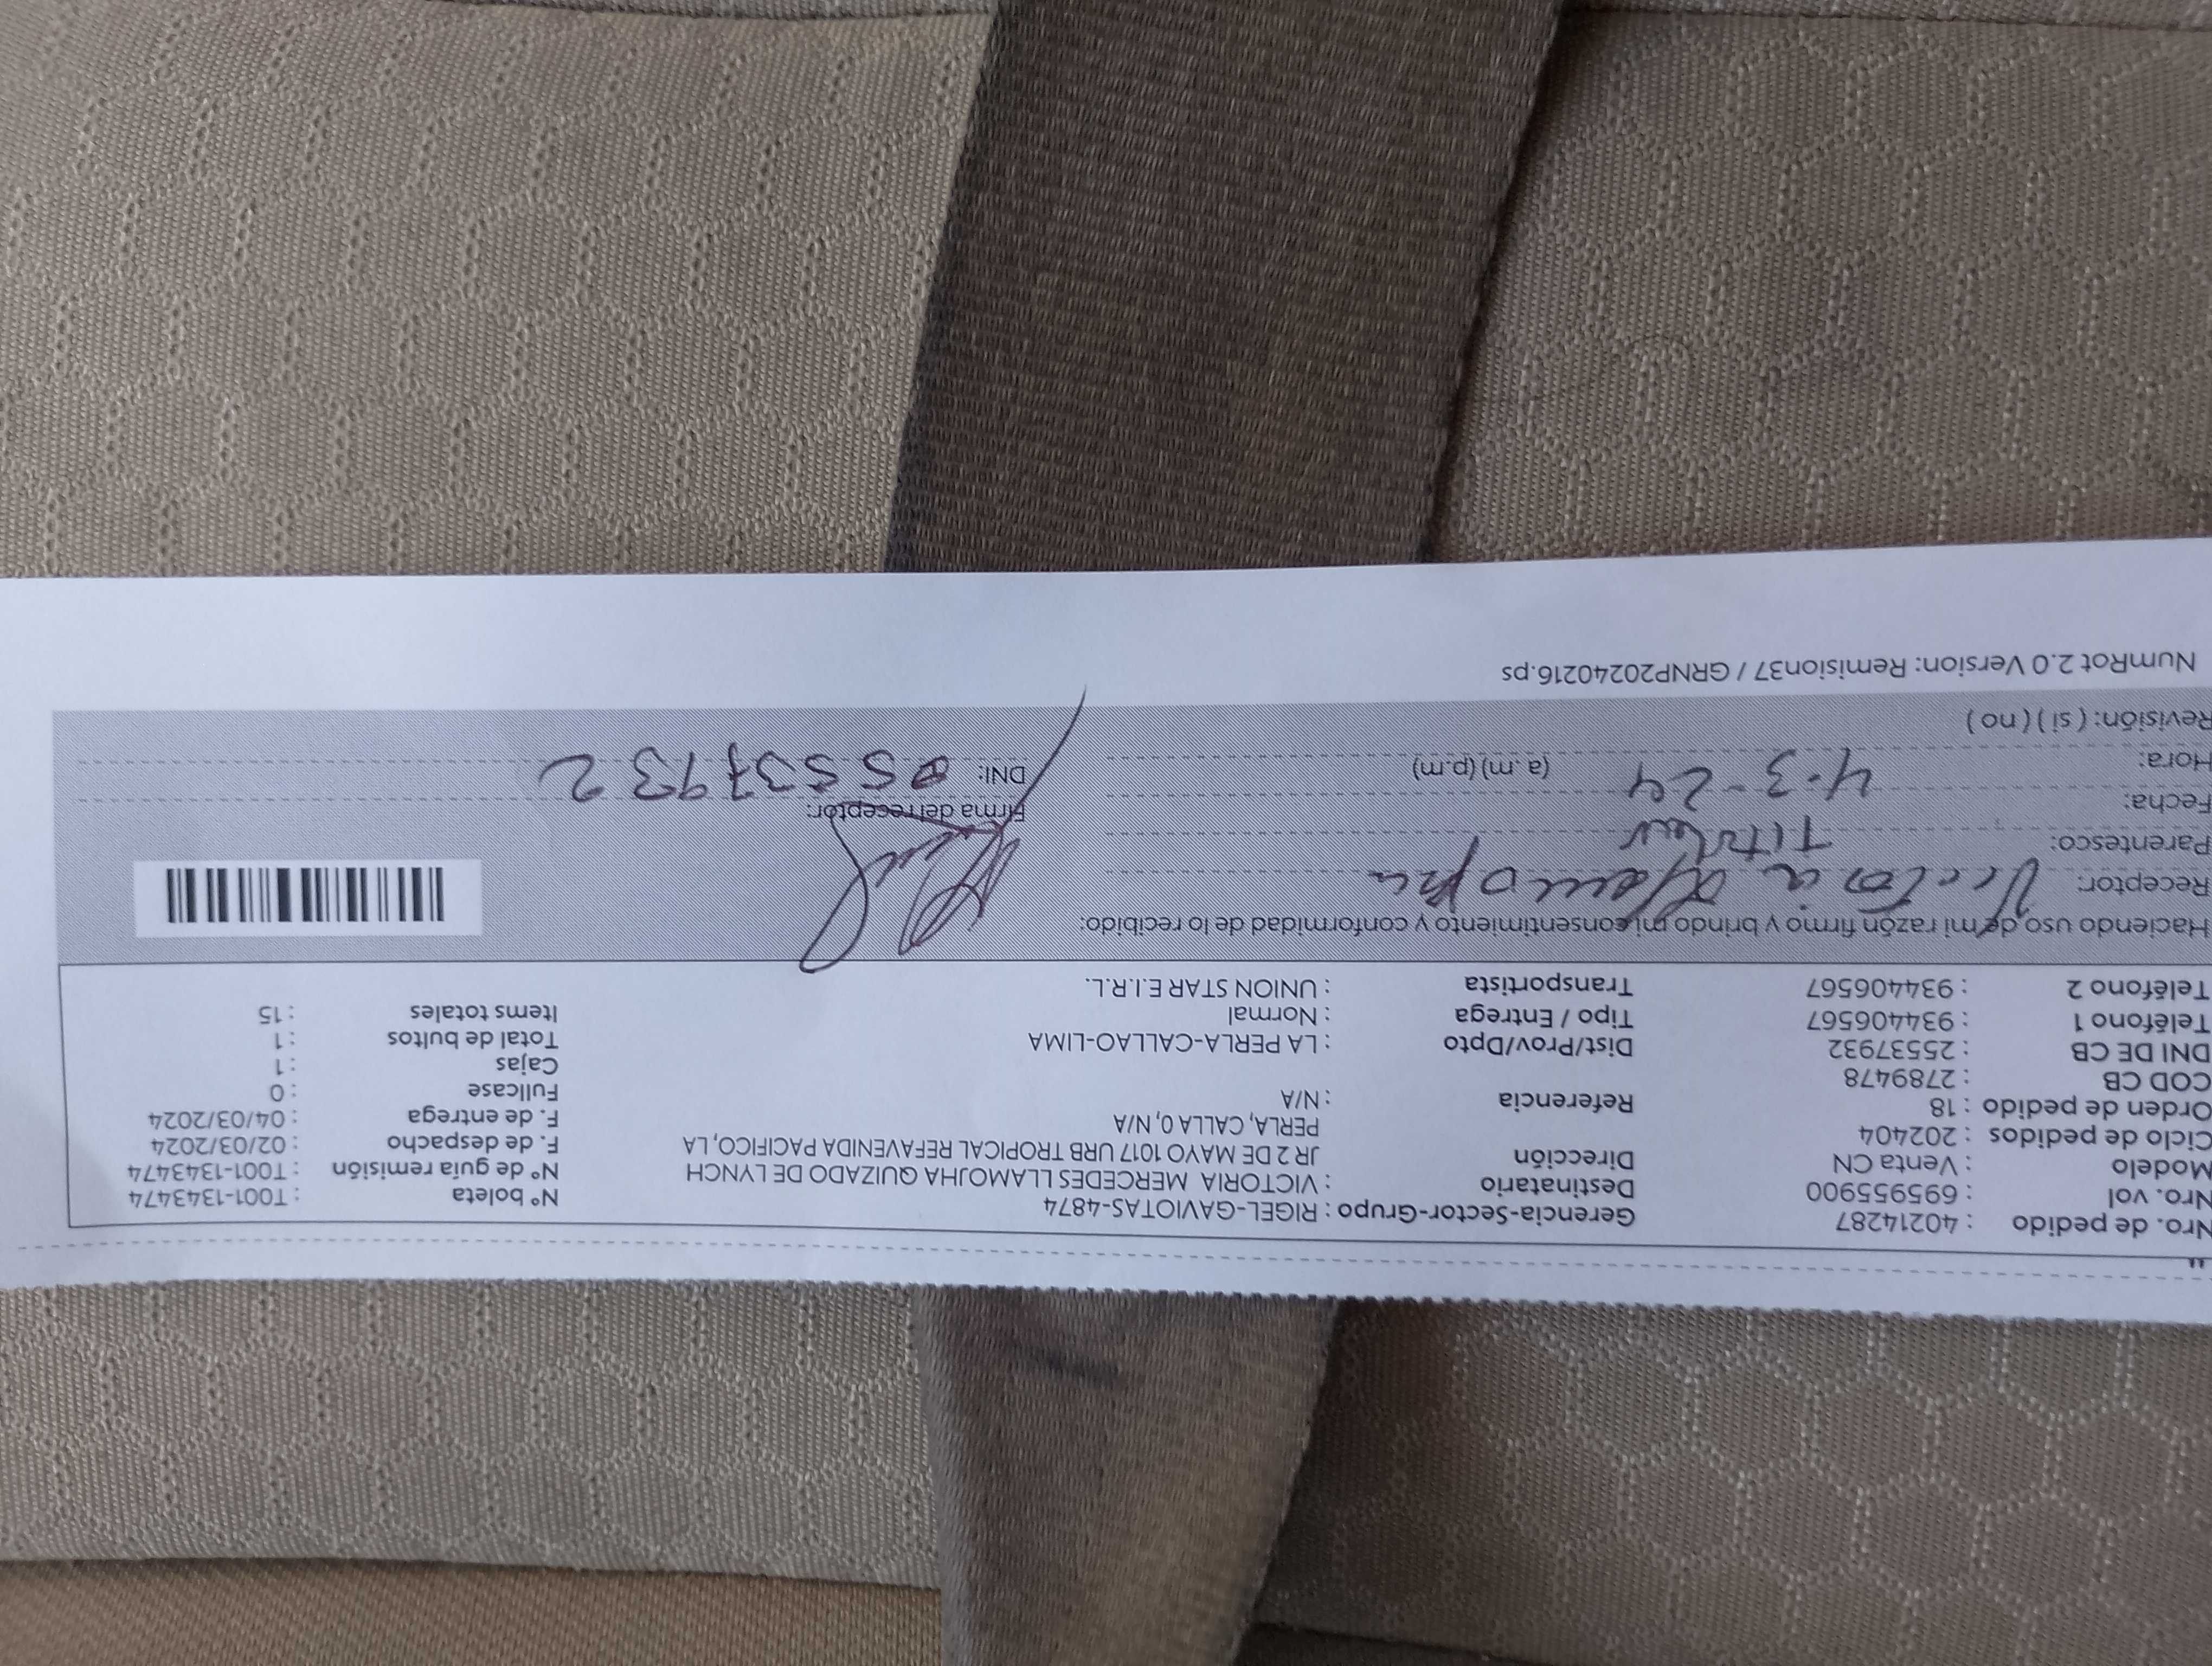 Nro. de pedido : 40214287 Gerencia-Sector-Grupo : RIGEL-GAVIOTAS-4874 N° boleta : T001-1343474
Nro. vol : 695955900 Destinatario : VICTORIA MERCEDES LLAMOJHA QUIZADO DE LYNCH N° de guía remisión : T001-1343474
Modelo : Venta CN Dirección JR 2 DE MAYO 1017 URB TROPICAL REFAVENIDA PACIFICO, LA F. de despacho : 02/03/2024
Ciclo de pedidos : 202404 PERLA, CALLA 0, N/A F. de entrega : 04/03/2024
Orden de pedido : 18 Referencia : N/A Fullcase : 0
COD CB : 2789478 Cajas : 1
DNI DE CB : 25537932 Dist/Prov/Dpto : LA PERLA-CALLAO-LIMA Total de bultos : 1
Teléfono 1 : 934406567 Tipo / Entrega : Normal Items totales : 15
Teléfono 2 : 934406567 Transportista : UNION STAR E.I.R.L.
Haciendo uso de mi razón firmo y brindo mi consentimiento y conformidad de lo recibido:
Receptor: Victoria
Parentesco: Titular
Firma del receptor:
Fecha: 4-3-24
Hora: (a.m) (p.m) DNI:
Revisión: ( si ) ( no )
NumRot 2.0 Version: Remision37 / GRNP20240216.ps